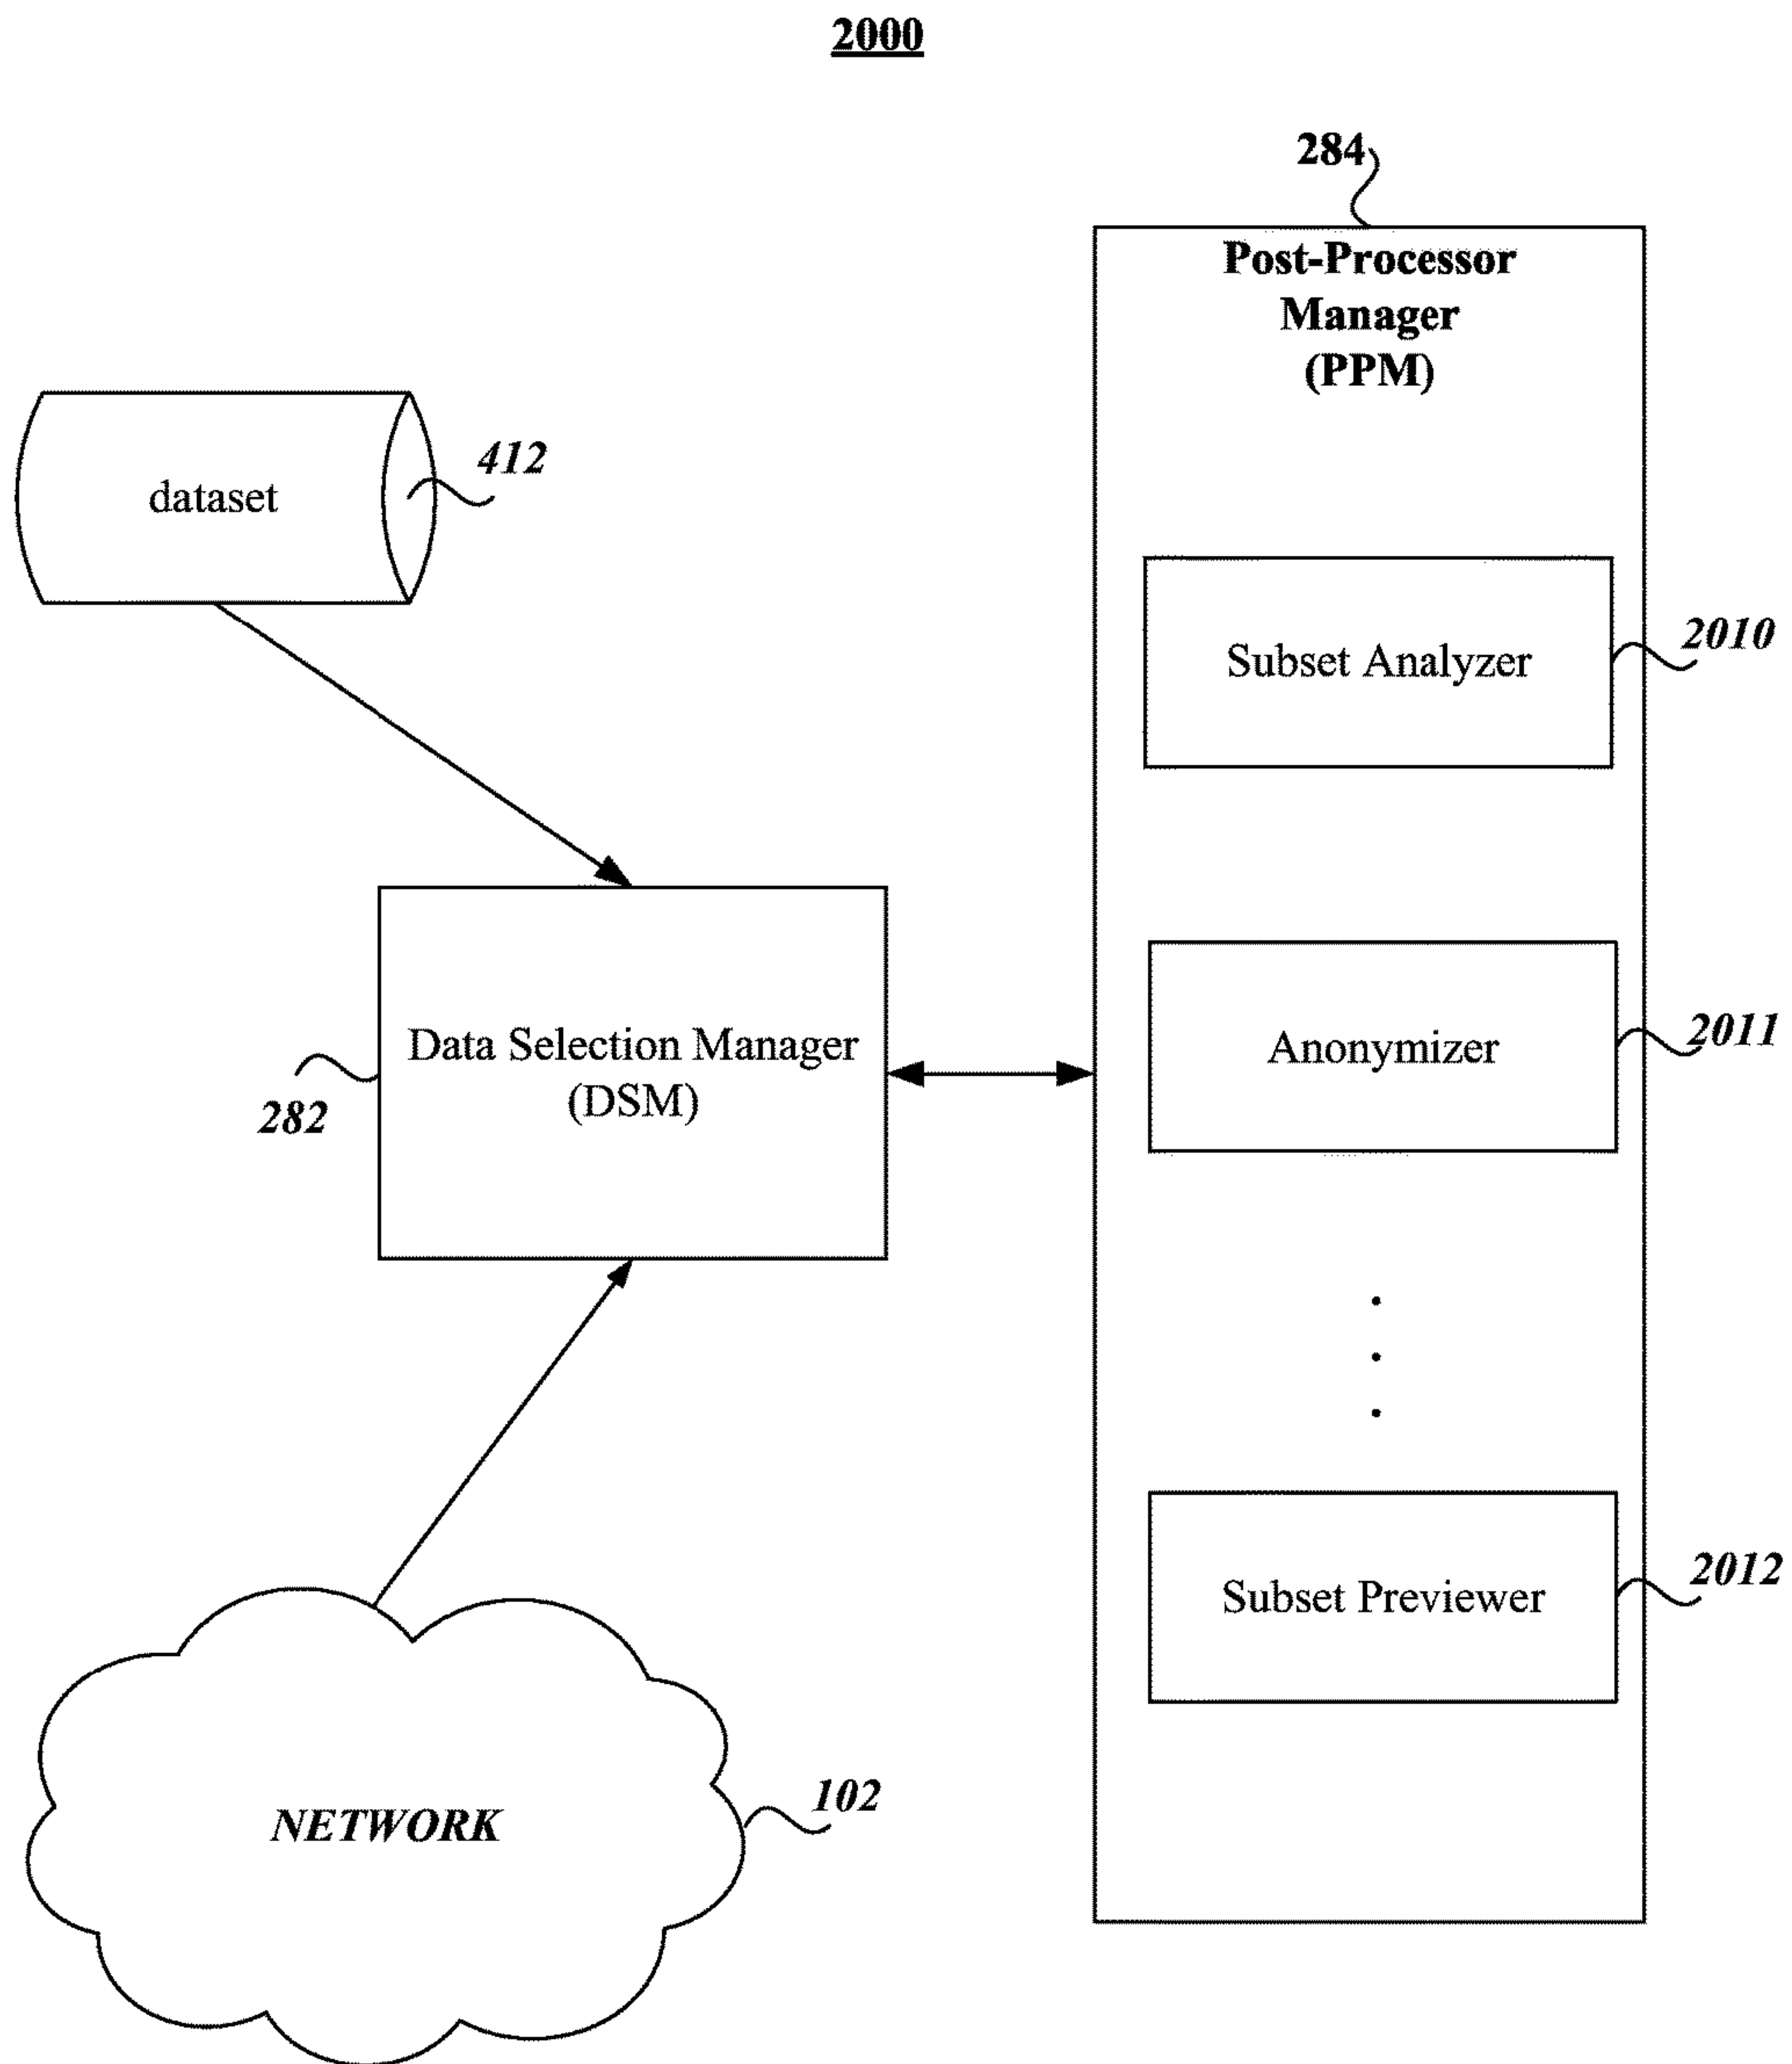 2000
284
Post-Processor
Manager
(PPM)
412
dataset
Subset Analyzer
2010
Data Selection Manager
(DSM)
282
Anonymizer
2011
Subset Previewer
2012
NETWORK
102